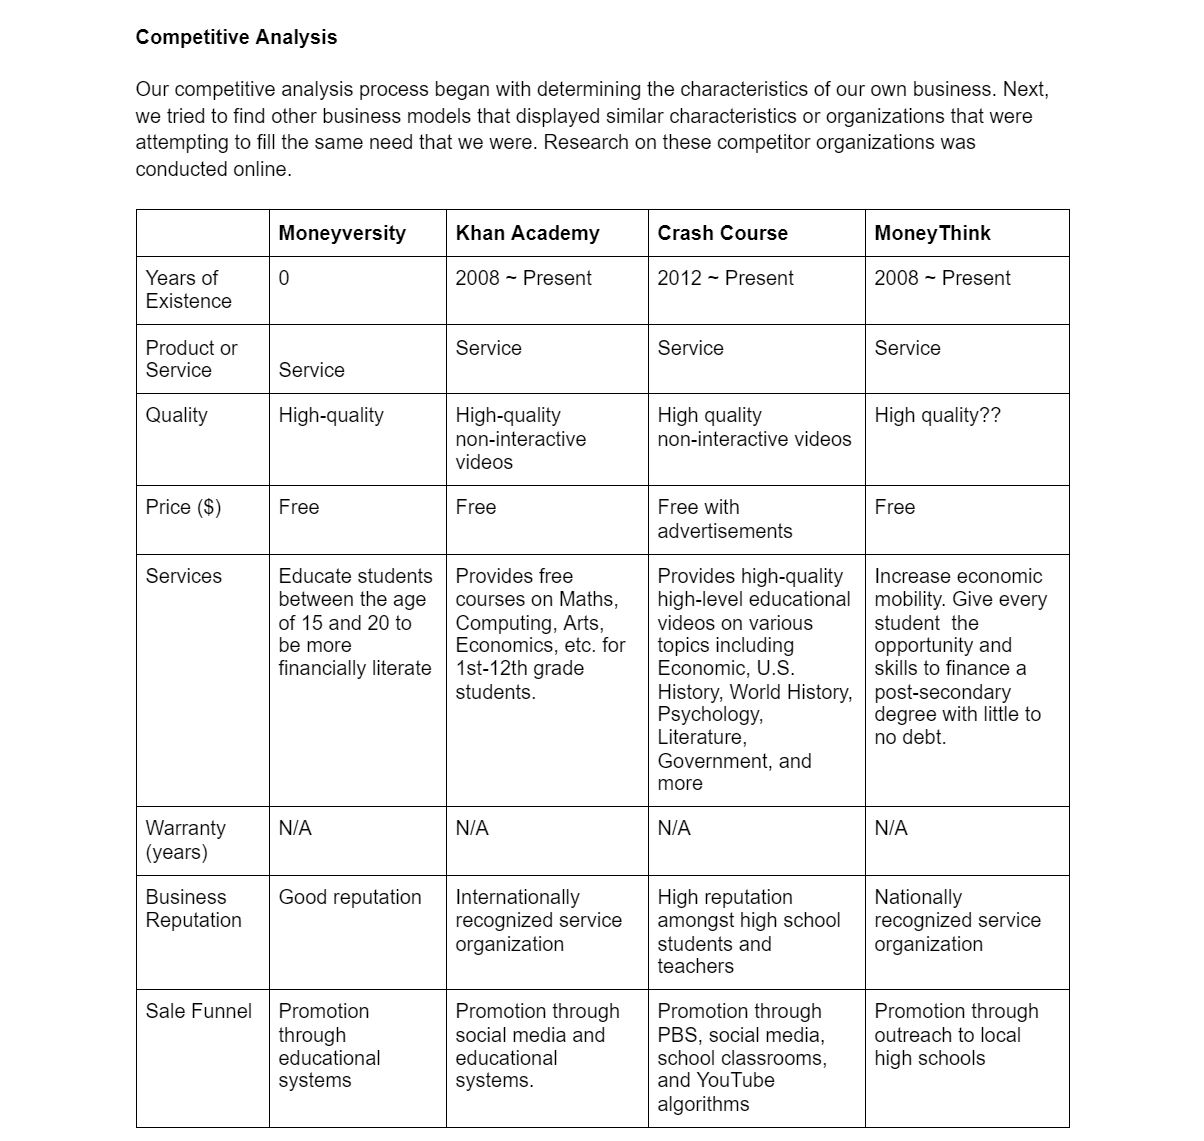 Competitive Analysis
Our competitive analysis process began with determining the characteristics of our own business. Next,
we tried to find other business models that displayed similar characteristics or organizations that were
attempting to fill the same need that we were. Research on these competitor organizations was
conducted online.
Moneyversity Khan Academy Crash Course MoneyThink
Years of
Existence
0
2008 ~ Present
2012 ~ Present
2008 ~ Present
Product or
Service
Service
Service
Service
Service
Quality
High-quality
High-quality
non-interactive
videos
High quality
non-interactive videos
High quality??
Price ($)
Free
Free
Free with
advertisements
Free
Services
Educate students
between the age
of 15 and 20 to
be more
financially literate
Provides free
courses on Maths,
Computing, Arts,
Economics, etc. for
1st-12th grade
students.
Provides high-quality
high-level educational
videos on various
topics including
Economic, U.S.
History, World History,
Psychology,
Literature,
Government, and
more
Increase economic
mobility. Give every
student the
opportunity and
skills to finance a
post-secondary
degree with little to
no debt.
Warranty
(years)
N/A
N/A
N/A
N/A
Business
Reputation
Good reputation
Internationally
recognized service
organization
High reputation
amongst high school
students and
teachers
Nationally
recognized service
organization
Sale Funnel
Promotion
through
educational
systems
Promotion through
social media and
educational
systems.
Promotion through
PBS, social media,
school classrooms,
and YouTube
algorithms
Promotion through
outreach to local
high schools